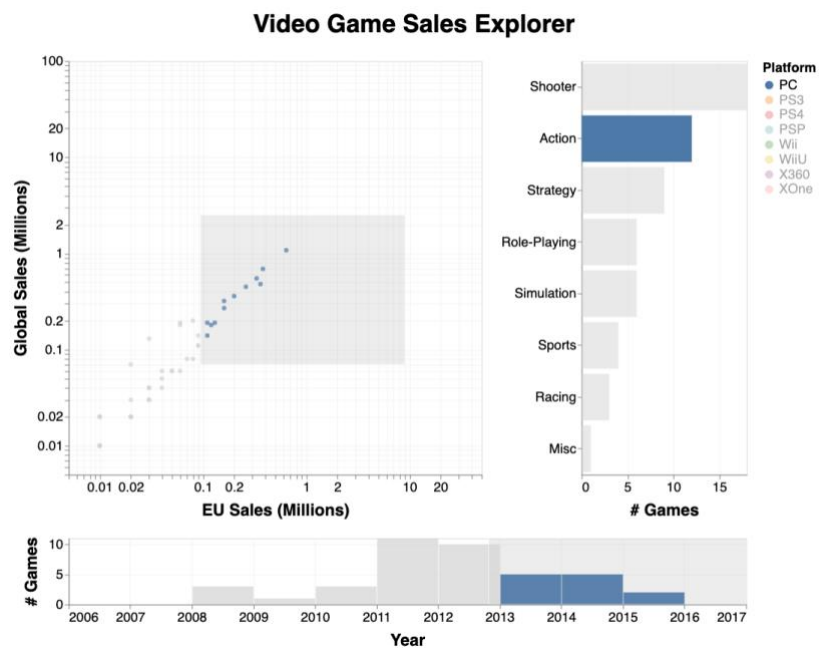 Video Game Sales Explorer
100
20
10
2
1
0.2
0.1
0.02
0.01
Global Sales (Millions)
0.01 0.02 0.1 0.2 1 2 10 20
EU Sales (Millions)
Shooter
Action
Strategy
Role-Playing
Simulation
Sports
Racing
Misc
0 5 10 15
# Games
Platform
PC
PS3
PS4
PSP
Wii
WiiU
X360
XOne
10
5
0
# Games
2006 2007 2008 2009 2010 2011 2012 2013 2014 2015 2016 2017
Year